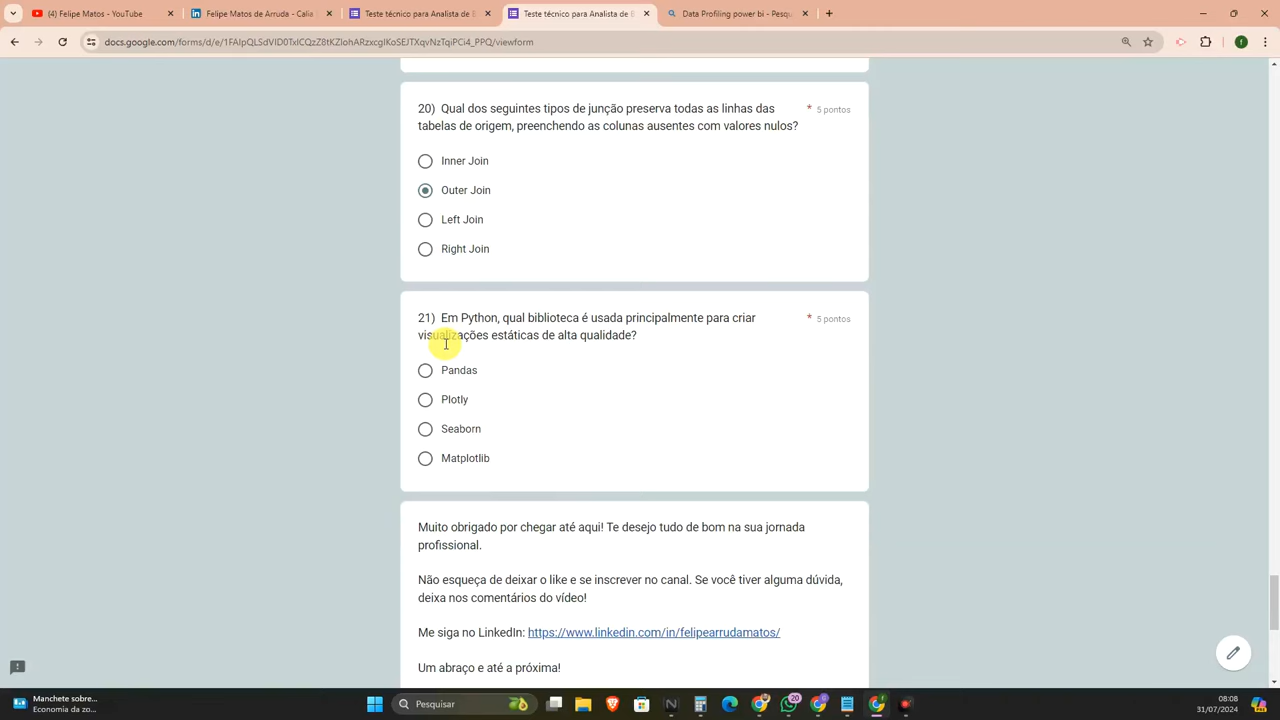 (4) Felipe Matos - YouTube
Felipe Matos de Arruda - Calia
Teste técnico para Analista de B
Teste técnico para Analista de B
Data Profiling power bi - Pesqu
docs.google.com/forms/d/e/1FAIpQLSdVID0TxICQzZ8tKZlohARzxcgIKoSEJTXqvNzTqiPCi4_PPQ/viewform
20) Qual dos seguintes tipos de junção preserva todas as linhas das
tabelas de origem, preenchendo as colunas ausentes com valores nulos?
* 5 pontos
Inner Join
Outer Join
Left Join
Right Join
21) Em Python, qual biblioteca é usada principalmente para criar
visualizações estáticas de alta qualidade?
* 5 pontos
Pandas
Plotly
Seaborn
Matplotlib
Muito obrigado por chegar até aqui! Te desejo tudo de bom na sua jornada
profissional.
Não esqueça de deixar o like e se inscrever no canal. Se você tiver alguma dúvida,
deixa nos comentários do vídeo!
Me siga no LinkedIn: https://www.linkedin.com/in/felipearrudamatos/
Um abraço e até a próxima!
Manchete sobre...
Economia da zo...
Pesquisar
20
08:08
31/07/2024